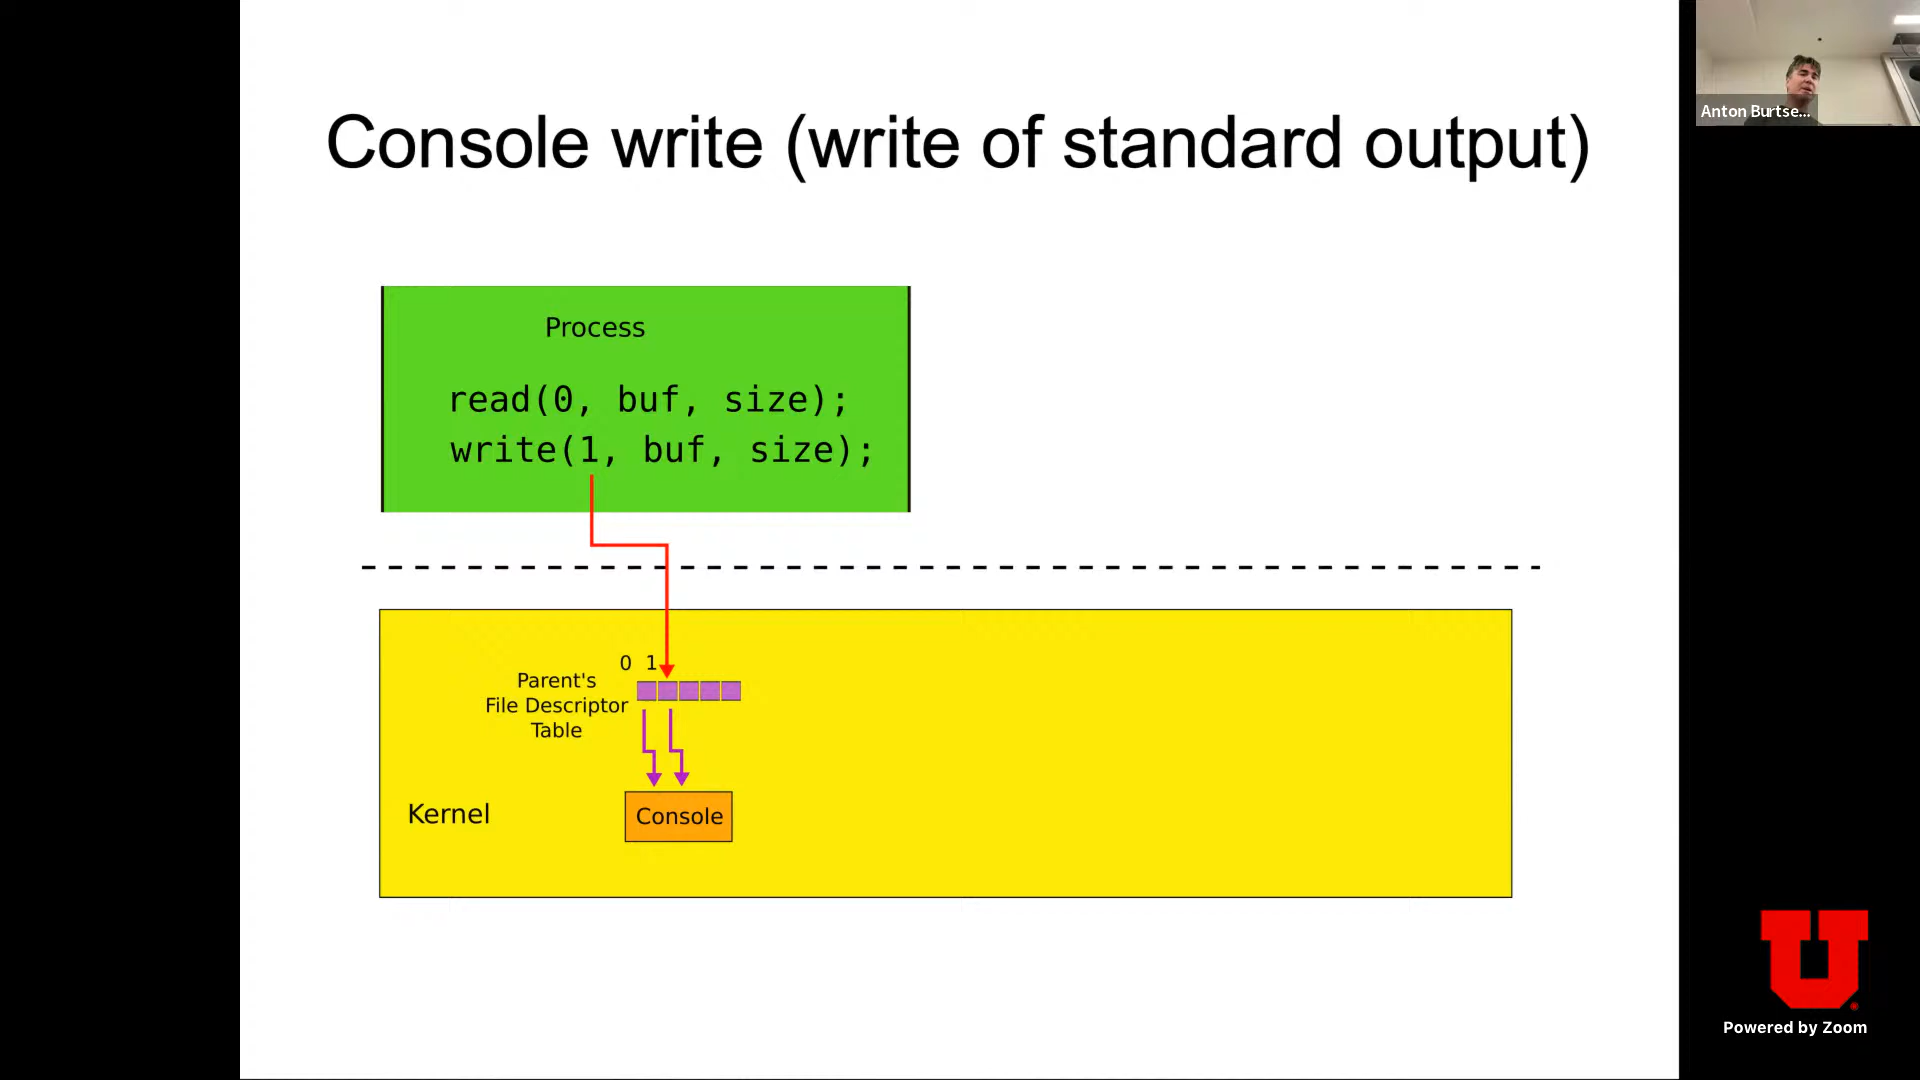 Console write (write of standard output)
Process
read(0, buf, size);
write(1, buf, size);
0 1
Parent's
File Descriptor
Table
Kernel
Console
Anton Burtse...
U
Powered by Zoom